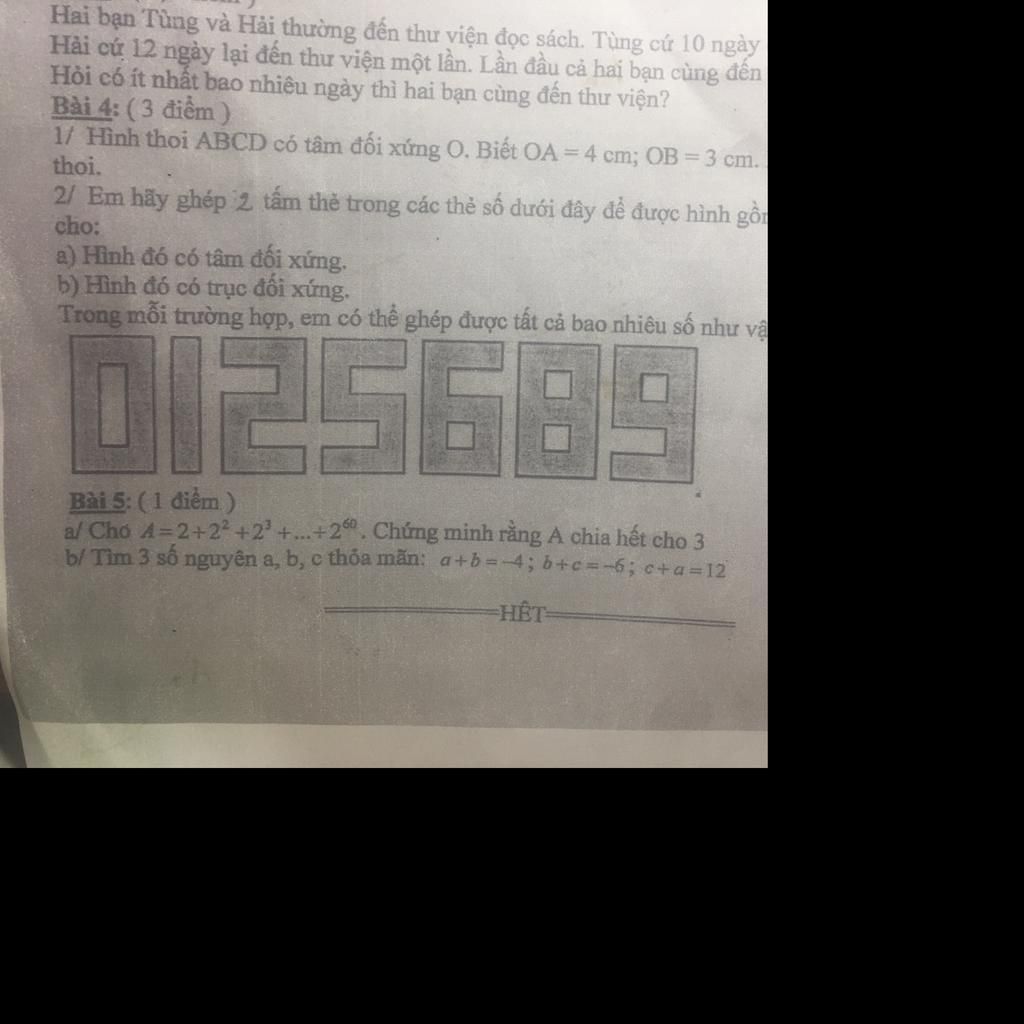 Hai bạn Tùng và Hải thường đến thư viện đọc sách. Tùng cứ 10 ngày
Hải cứ 12 ngày lại đến thư viện một lần. Lần đầu cả hai bạn cùng đến
Hỏi có ít nhất bao nhiêu ngày thì hai bạn cùng đến thư viện?
Bài 4: ( 3 điểm )
1/ Hình thoi ABCD có tâm đối xứng O. Biết OA = 4 cm; OB = 3 cm.
thoi.
2/ Em hãy ghép 2 tấm thẻ trong các thẻ số dưới đây để được hình
cho:
a) Hình đó có tâm đối xứng.
b) Hình đó có trục đối xứng.
Trong mỗi trường hợp, em có thể ghép được tất cả bao nhiêu số như
0 1 2 5 6 8 9
Bài 5: ( 1 điểm )
a/ Cho A = 2 + 2² + 2³ + ... + 2⁶⁰. Chứng minh rằng A chia hết cho 3
b/ Tìm 3 số nguyên a, b, c thỏa mãn: a + b = −4 ; b + c = −6 ; c + a = 12
HẾT